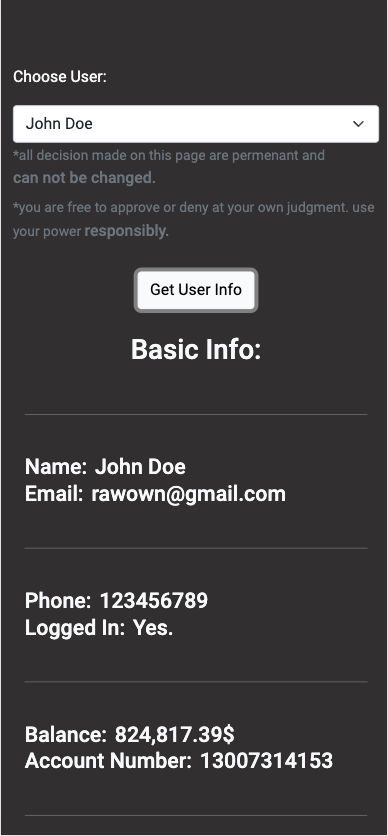 Choose User:
John Doe
*all decision made on this page are permenant and
can not be changed.
*you are free to approve or deny at your own judgment. use
your power responsibly.
Get User Info
Basic Info:
Name: John Doe
Email: rawown@gmail.com
Phone: 123456789
Logged In: Yes.
Balance: 824,817.39$
Account Number: 13007314153